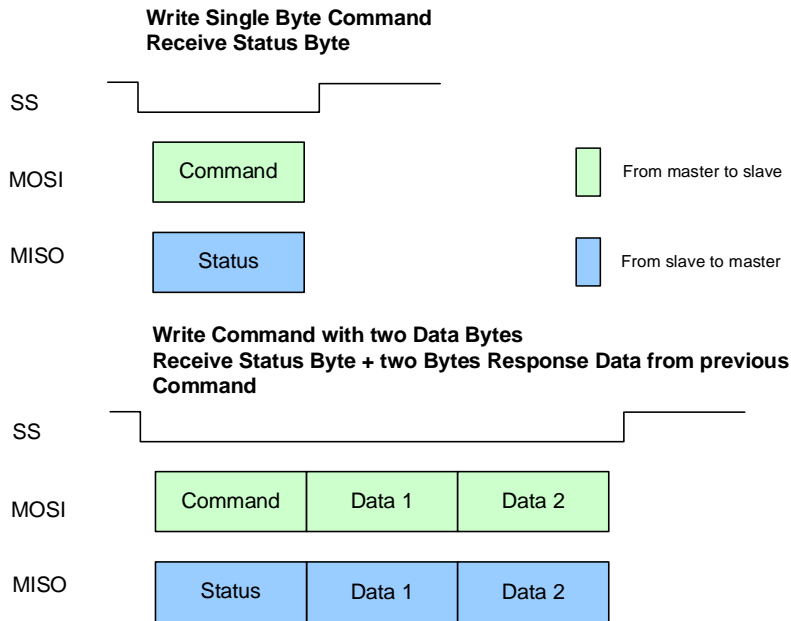 Write Single Byte Command
Receive Status Byte
SS
MOSI
Command
From master to slave
MISO
Status
From slave to master
Write Command with two Data Bytes
Receive Status Byte + two Bytes Response Data from previous
Command
SS
MOSI
Command Data 1 Data 2
MISO
Status Data 1 Data 2